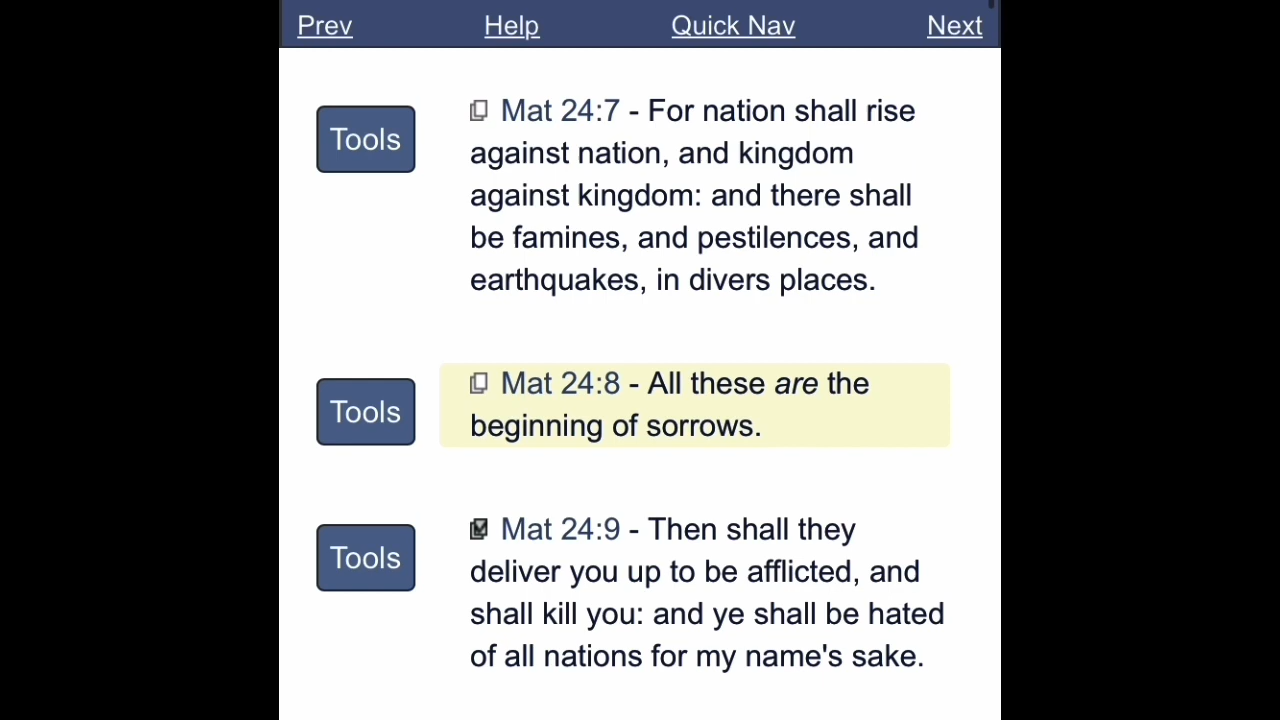 Prev Help Quick Nav Next
Tools
Mat 24:7 - For nation shall rise
against nation, and kingdom
against kingdom: and there shall
be famines, and pestilences, and
earthquakes, in divers places.
Tools
Mat 24:8 - All these are the
beginning of sorrows.
Tools
Mat 24:9 - Then shall they
deliver you up to be afflicted, and
shall kill you: and ye shall be hated
of all nations for my name's sake.